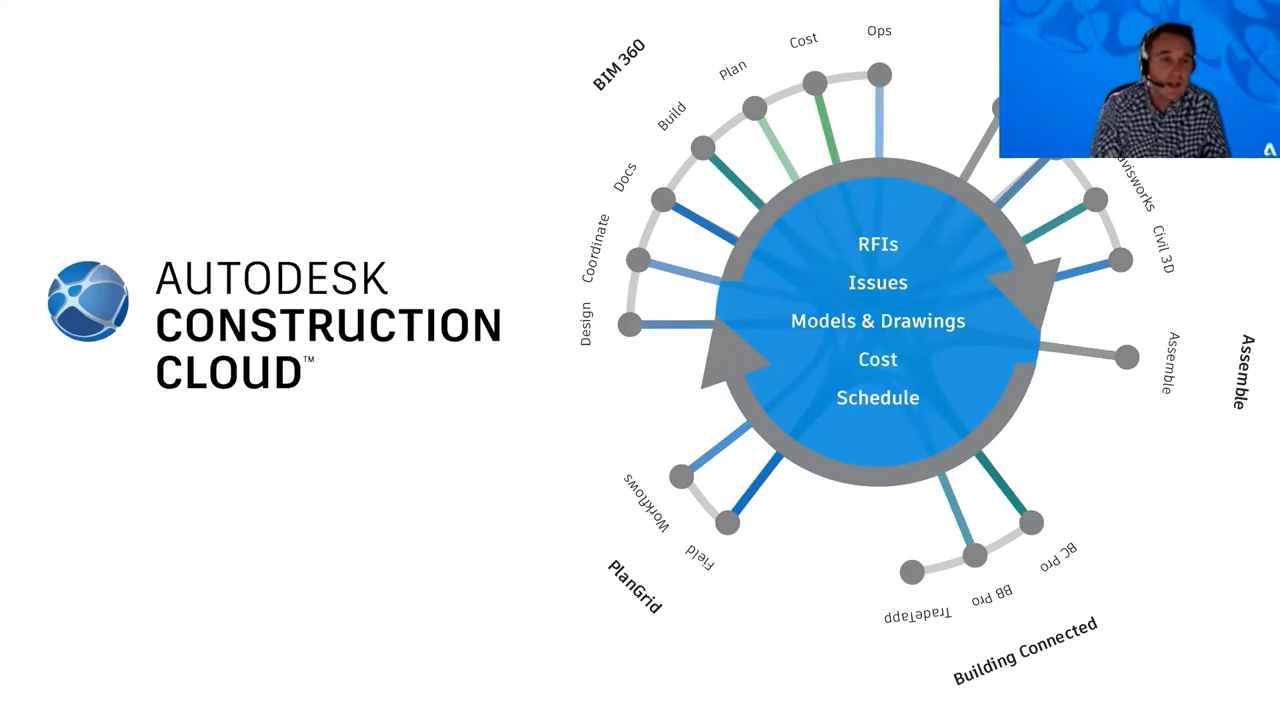 AUTODESK
CONSTRUCTION
CLOUD™
BIM 360
Ops
Cost
Plan
Build
Docs
Coordinate
Design
RFIs
Issues
Models & Drawings
Cost
Schedule
Civil 3D
Assemble
Assemble
Workflows
Field
PlanGrid
BC Pro
BB Pro
TradeTapp
Building Connected